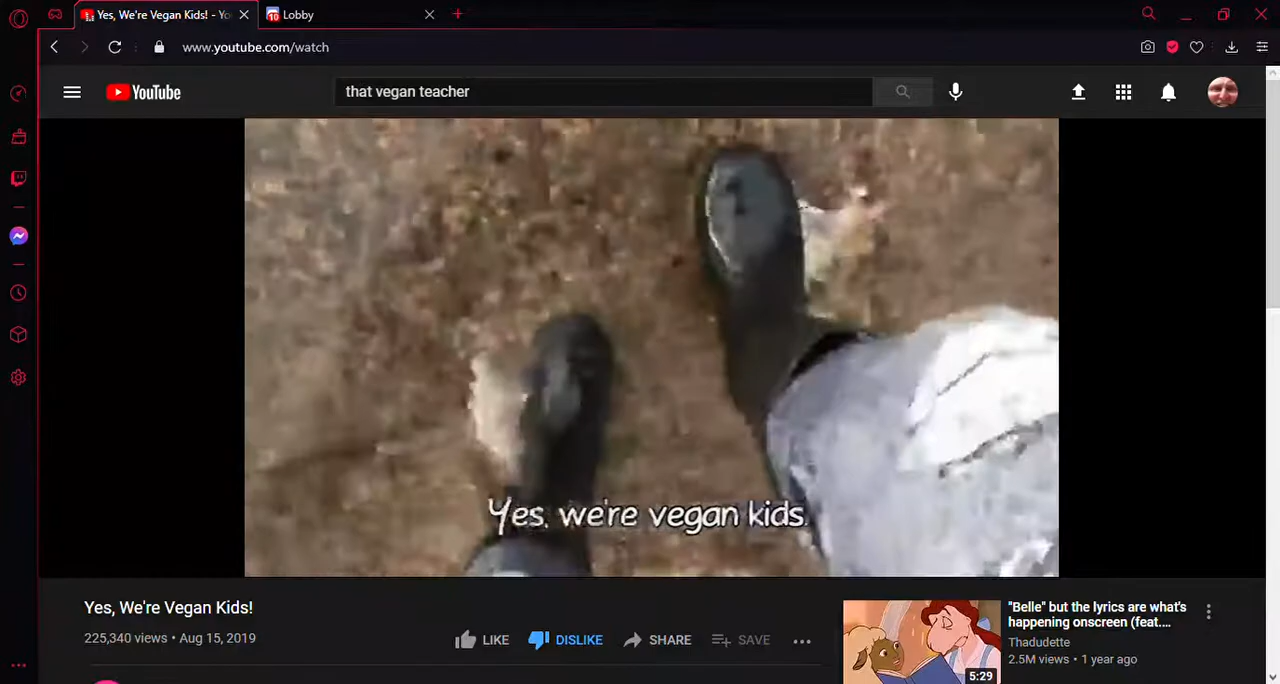 Yes, We're Vegan Kids! - Yo
10 Lobby
www.youtube.com/watch
YouTube
that vegan teacher
Yes, we're vegan kids.
Yes, We're Vegan Kids!
225,340 views • Aug 15, 2019
LIKE DISLIKE SHARE SAVE
"Belle" but the lyrics are what's
happening onscreen (feat....
Thadudette
2.5M views • 1 year ago
5:29